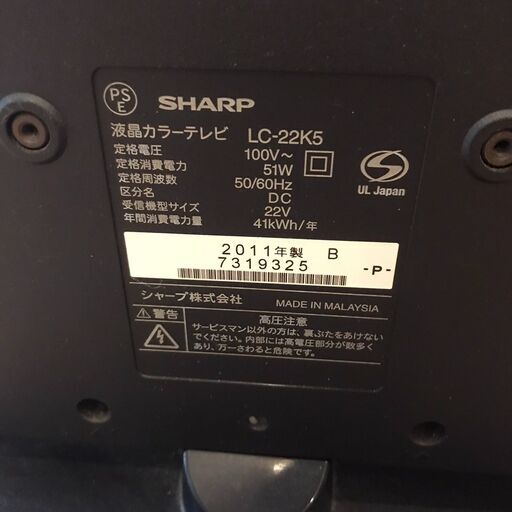 PS
E
SHARP
液晶カラーテレビ LC-22K5
定格電圧 100V～
定格消費電力 51W
定格周波数 50/60Hz
区分名 DC
受信機型サイズ 22V
年間消費電力量 41kWh/年
UL Japan
2011年製 B
7319325 -P-
シャープ株式会社 MADE IN MALAYSIA
警告 高圧注意
サービスマン以外の方は、裏ぶたをあけない
でください。内部には高電圧部分が数多く
あり、万一さわると危険です。